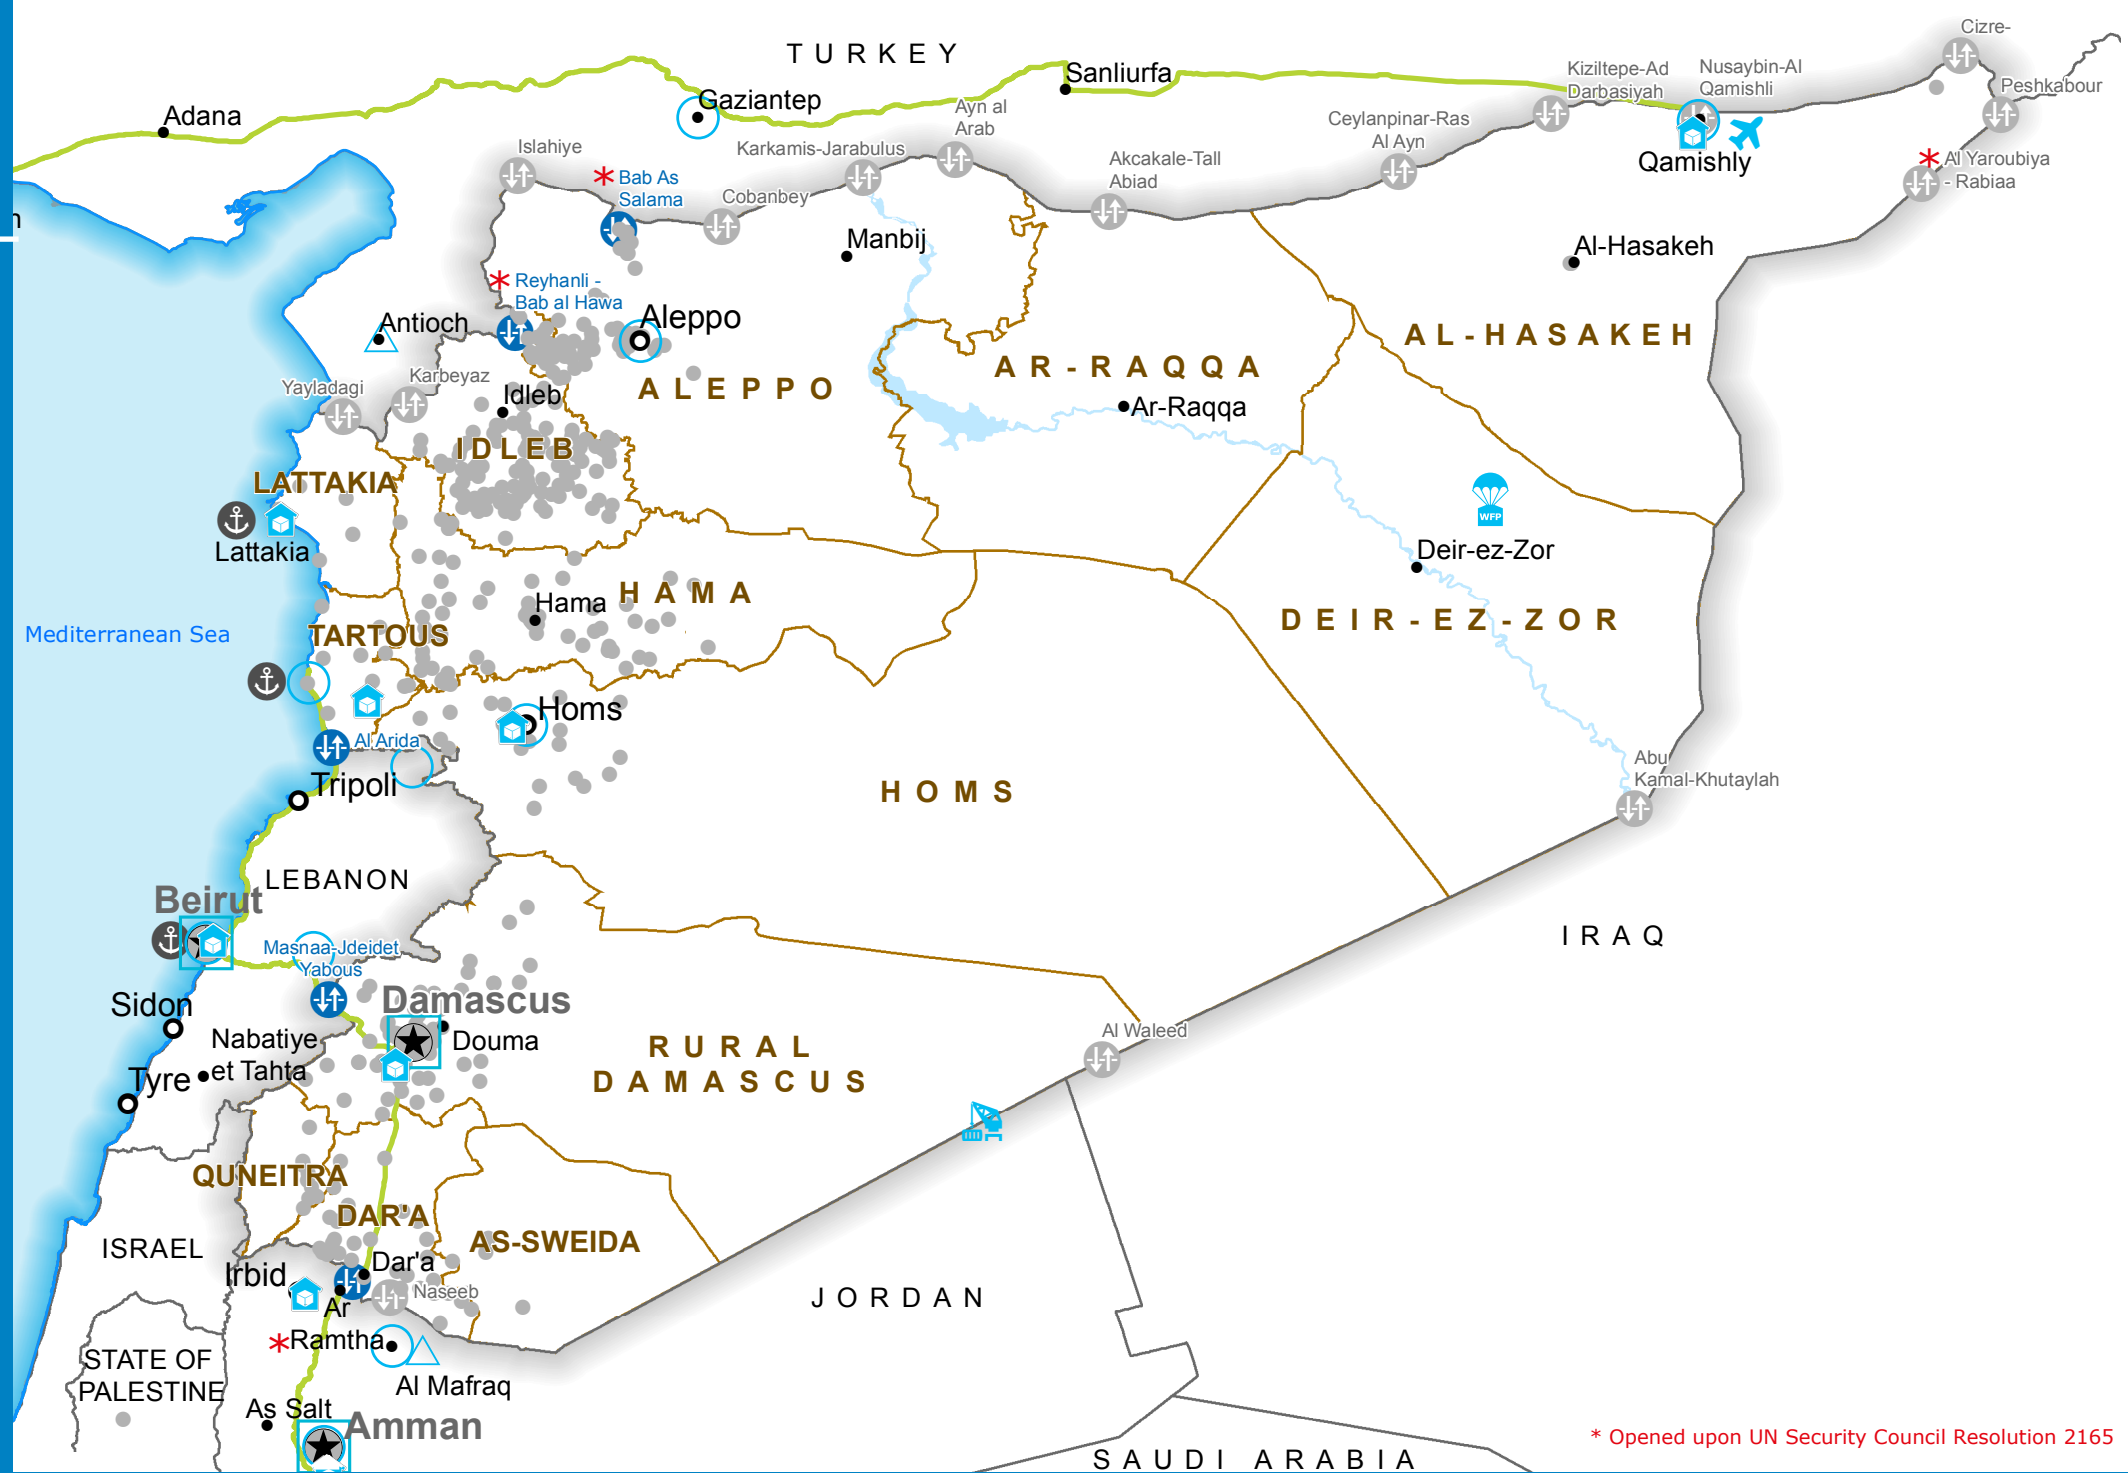 Cizre-
TURKEY
Kiziltepe-Ad
Darbasiyah
Nusaybin-Al
Qamishli
Sanliurfa
Peshkabour
Gaziantep
Adana
Ayn al
Arab
Ceylanpinar-Ras
Al Ayn
Islahiye
Karkamis-Jarabulus
Akcakale-Tall
Abiad
Qamishly
* Al Yaroubiya
- Rabiaa
* Bab As
Salama
Cobanbey
n
Manbij
Al-Hasakeh
* Reyhanli -
Bab al Hawa
Aleppo
Antioch
AL-HASAKEH
AR-RAQQA
Karbeyaz
Yayladagi
ALEPPO
Idleb
Ar-Raqqa
IDLEB
LATTAKIA
WFP
Lattakia
Deir-ez-Zor
HAMA
Hama
DEIR-EZ-ZOR
Mediterranean Sea
TARTOUS
Homs
Al Arida
Abu
Kamal-Khutaylah
Tripoli
HOMS
LEBANON
Beirut
IRAQ
Masnaa-Jdeidet
Yabous
Damascus
Sidon
Al Waleed
Nabatiye
et Tahta
Douma
RURAL
DAMASCUS
Tyre
QUNEITRA
DAR'A
AS-SWEIDA
ISRAEL
Dar'a
Irbid
Naseeb
JORDAN
Ar
* Ramtha
STATE OF
PALESTINE
Al Mafraq
As Salt
Amman
* Opened upon UN Security Council Resolution 2165
SAUDI ARABIA